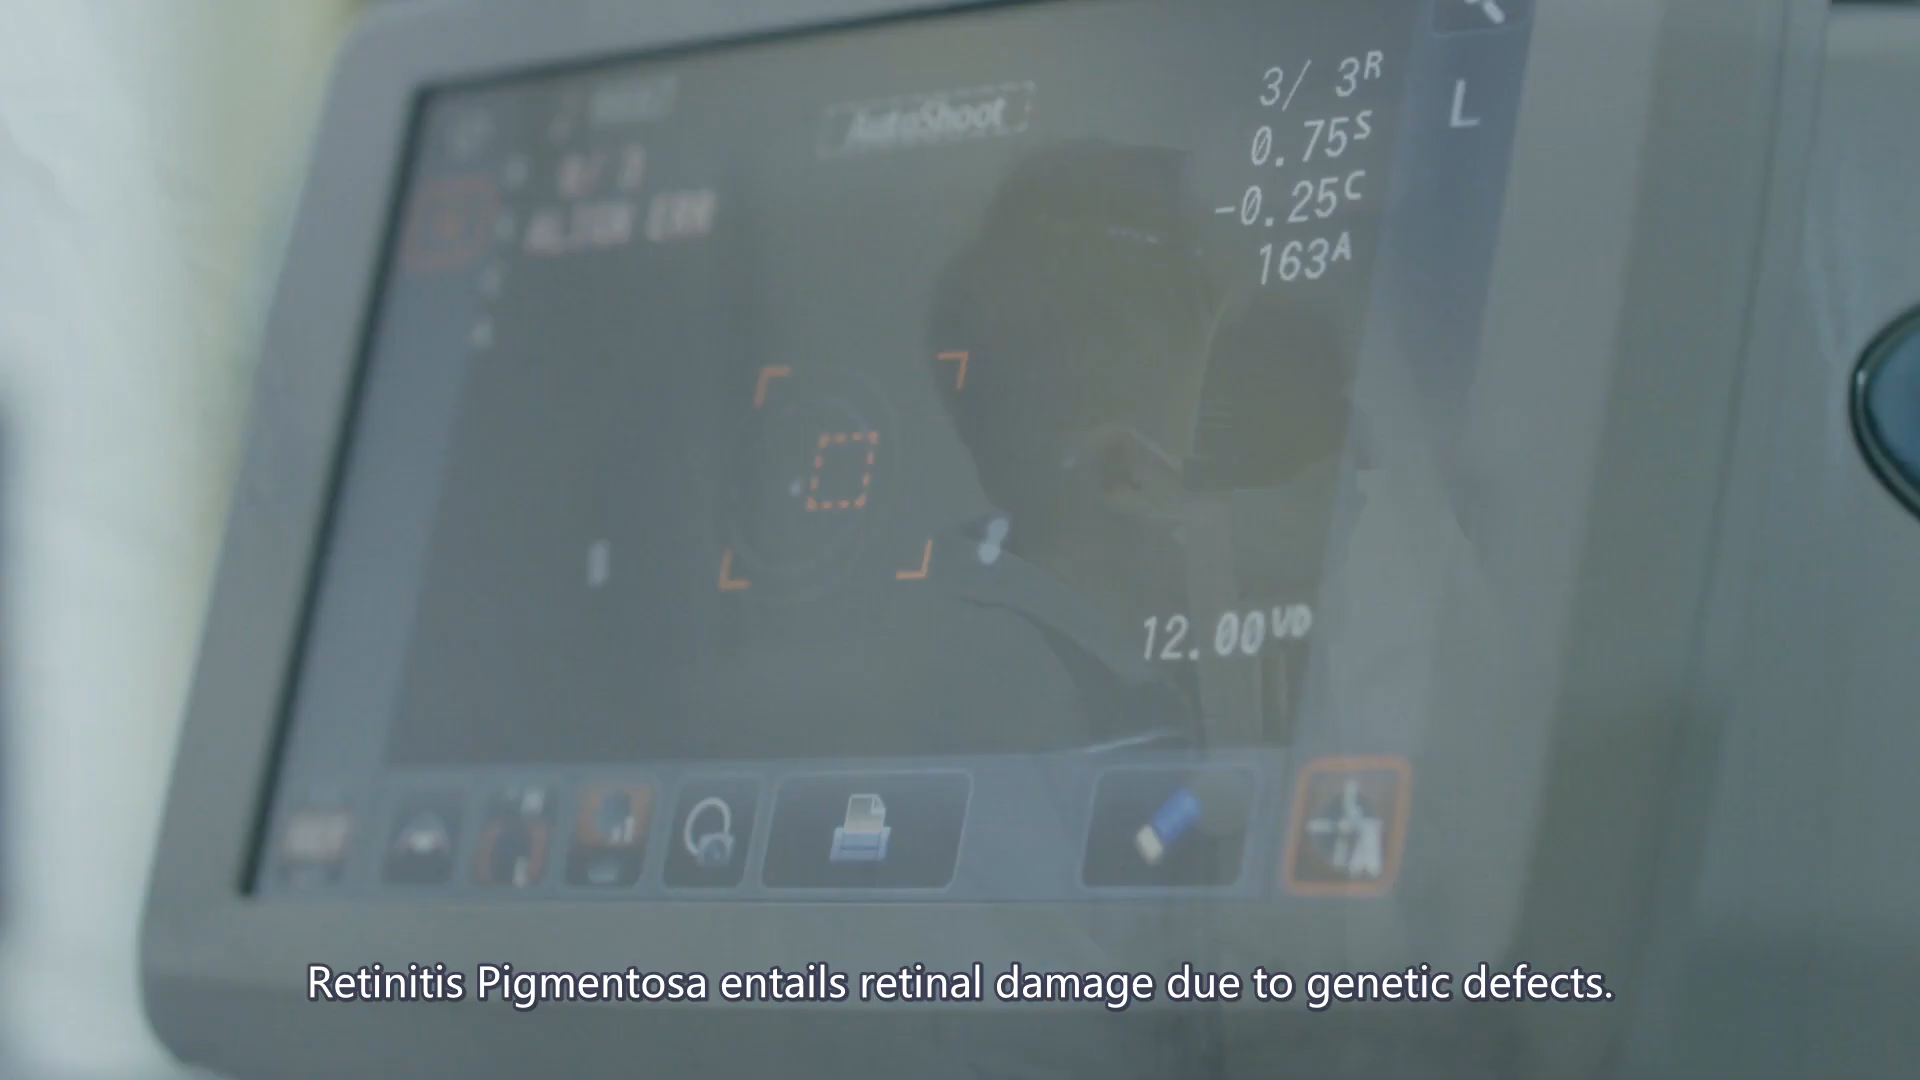 AutoShoot
3/ 3R
0.75S
-0.25C
163A
L
12.00VD
Retinitis Pigmentosa entails retinal damage due to genetic defects.